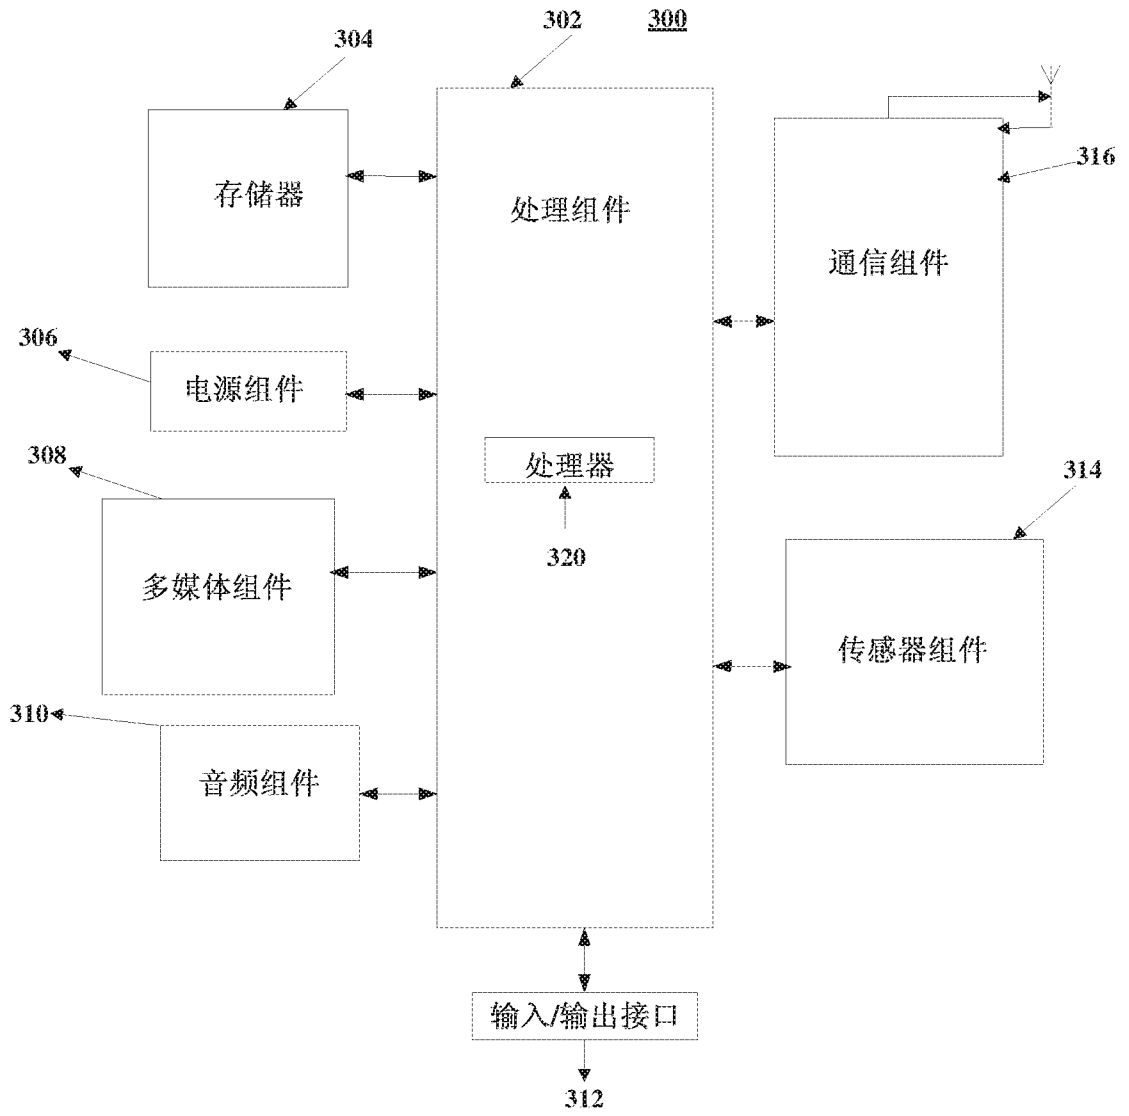 302
300
304
存储器
处理组件
316
通信组件
306
电源组件
308
处理器
320
314
多媒体组件
传感器组件
310
音频组件
输入/输出接口
312